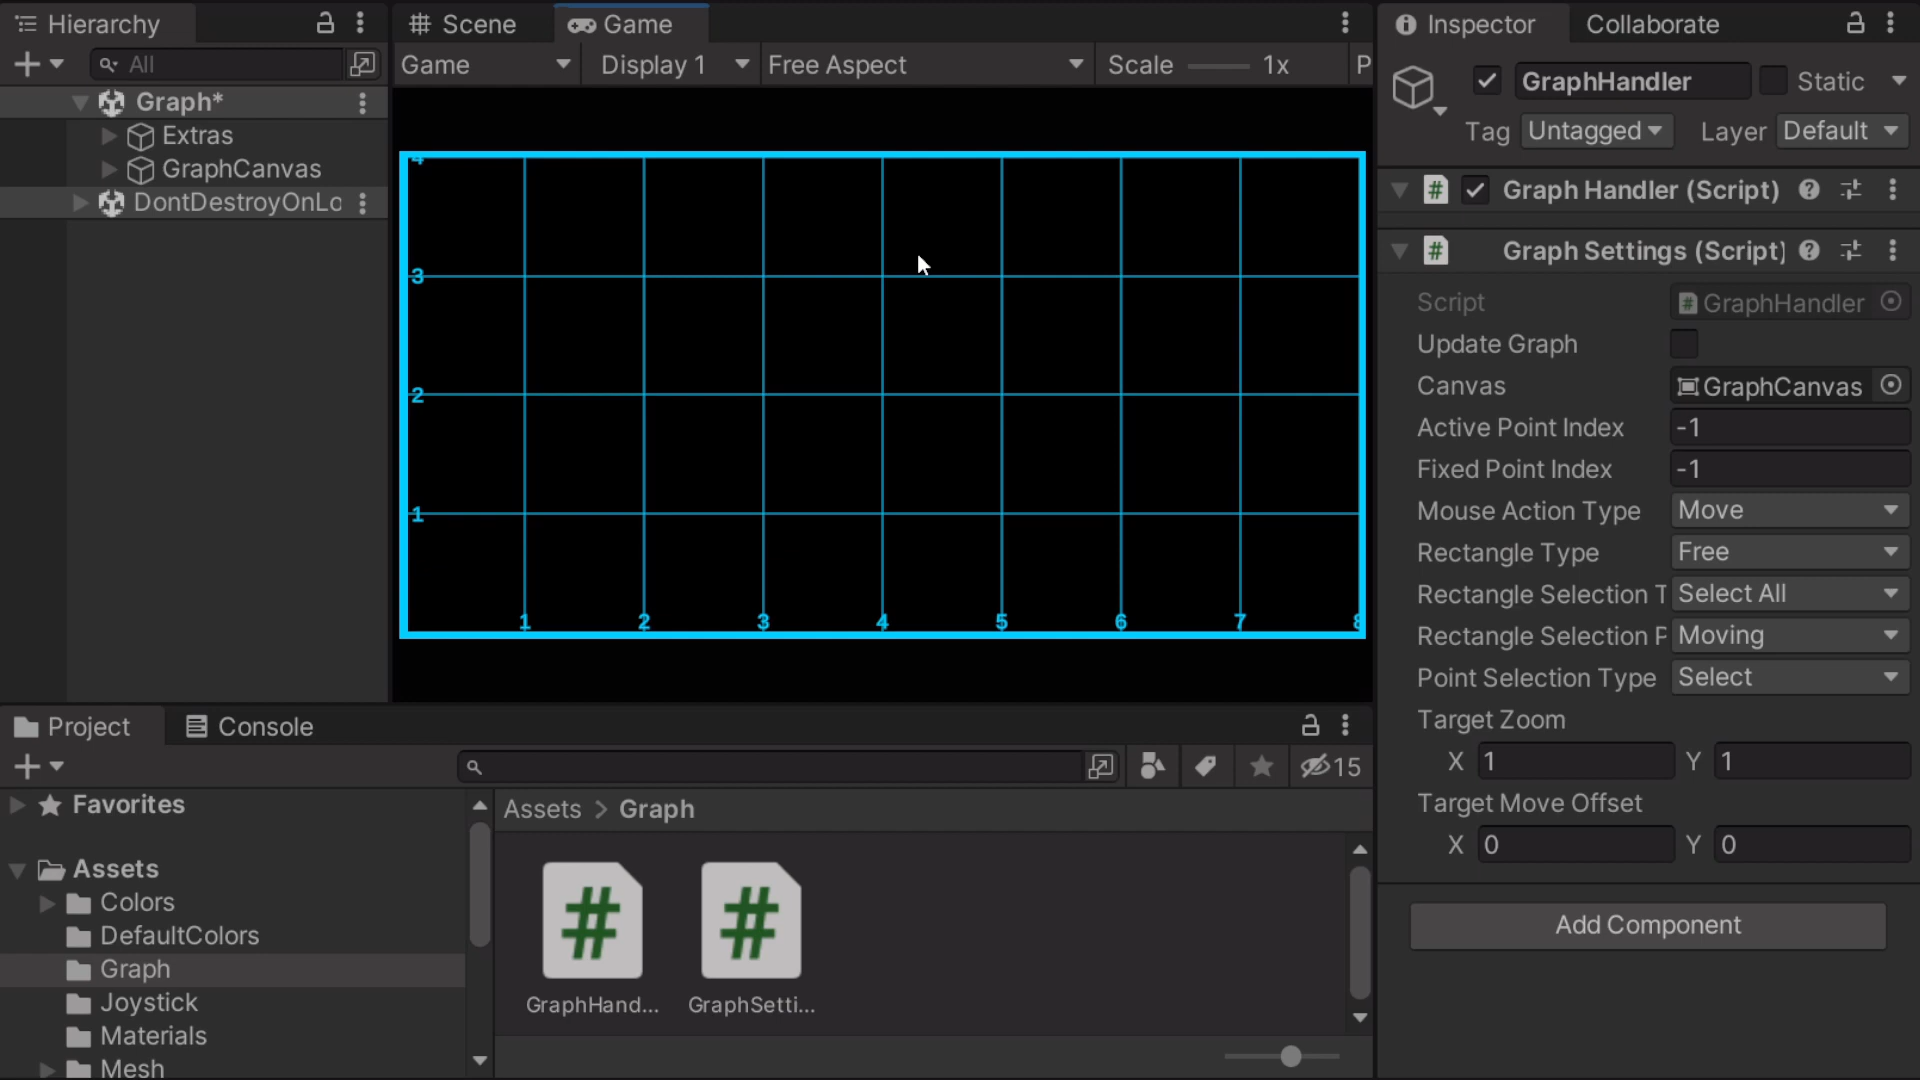 Hierarchy
All
Graph*
Extras
GraphCanvas
DontDestroyOnLo
Scene
Game
Game
Display 1
Free Aspect
Scale
1x
P
4
3
2
1
1
2
3
4
5
6
7
8
Inspector
Collaborate
GraphHandler
Static
Tag
Untagged
Layer
Default
# Graph Handler (Script)
# Graph Settings (Script)
Script
# GraphHandler
Update Graph
Canvas
GraphCanvas
Active Point Index
-1
Fixed Point Index
-1
Mouse Action Type
Move
Rectangle Type
Free
Rectangle Selection T
Select All
Rectangle Selection P
Moving
Point Selection Type
Select
Target Zoom
X 1 Y 1
Target Move Offset
X 0 Y 0
Add Component
Project
Console
15
Favorites
Assets
Colors
DefaultColors
Graph
Joystick
Materials
Mesh
Assets > Graph
#
#
GraphHand...
GraphSetti...